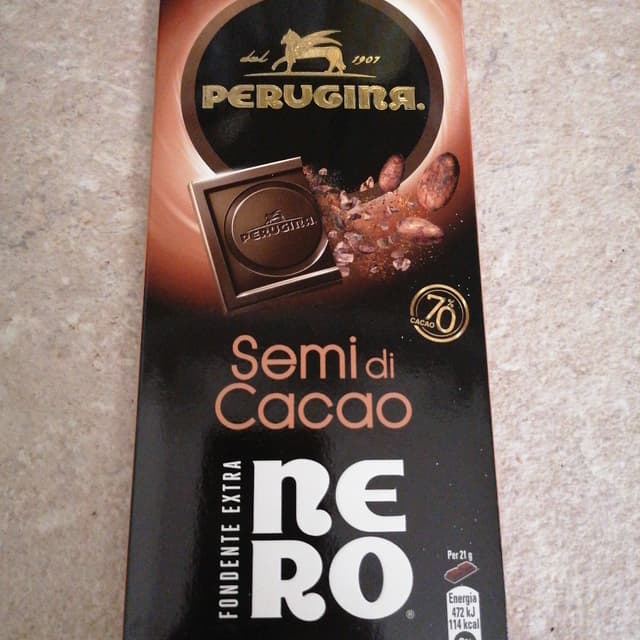 dal 1907
PERUGINA.
PERUGINA
70%
CACAO
Semi di
Cacao
FONDENTE EXTRA
NE
RO®
Per 21 g
Energia
472 kJ
114 kcal